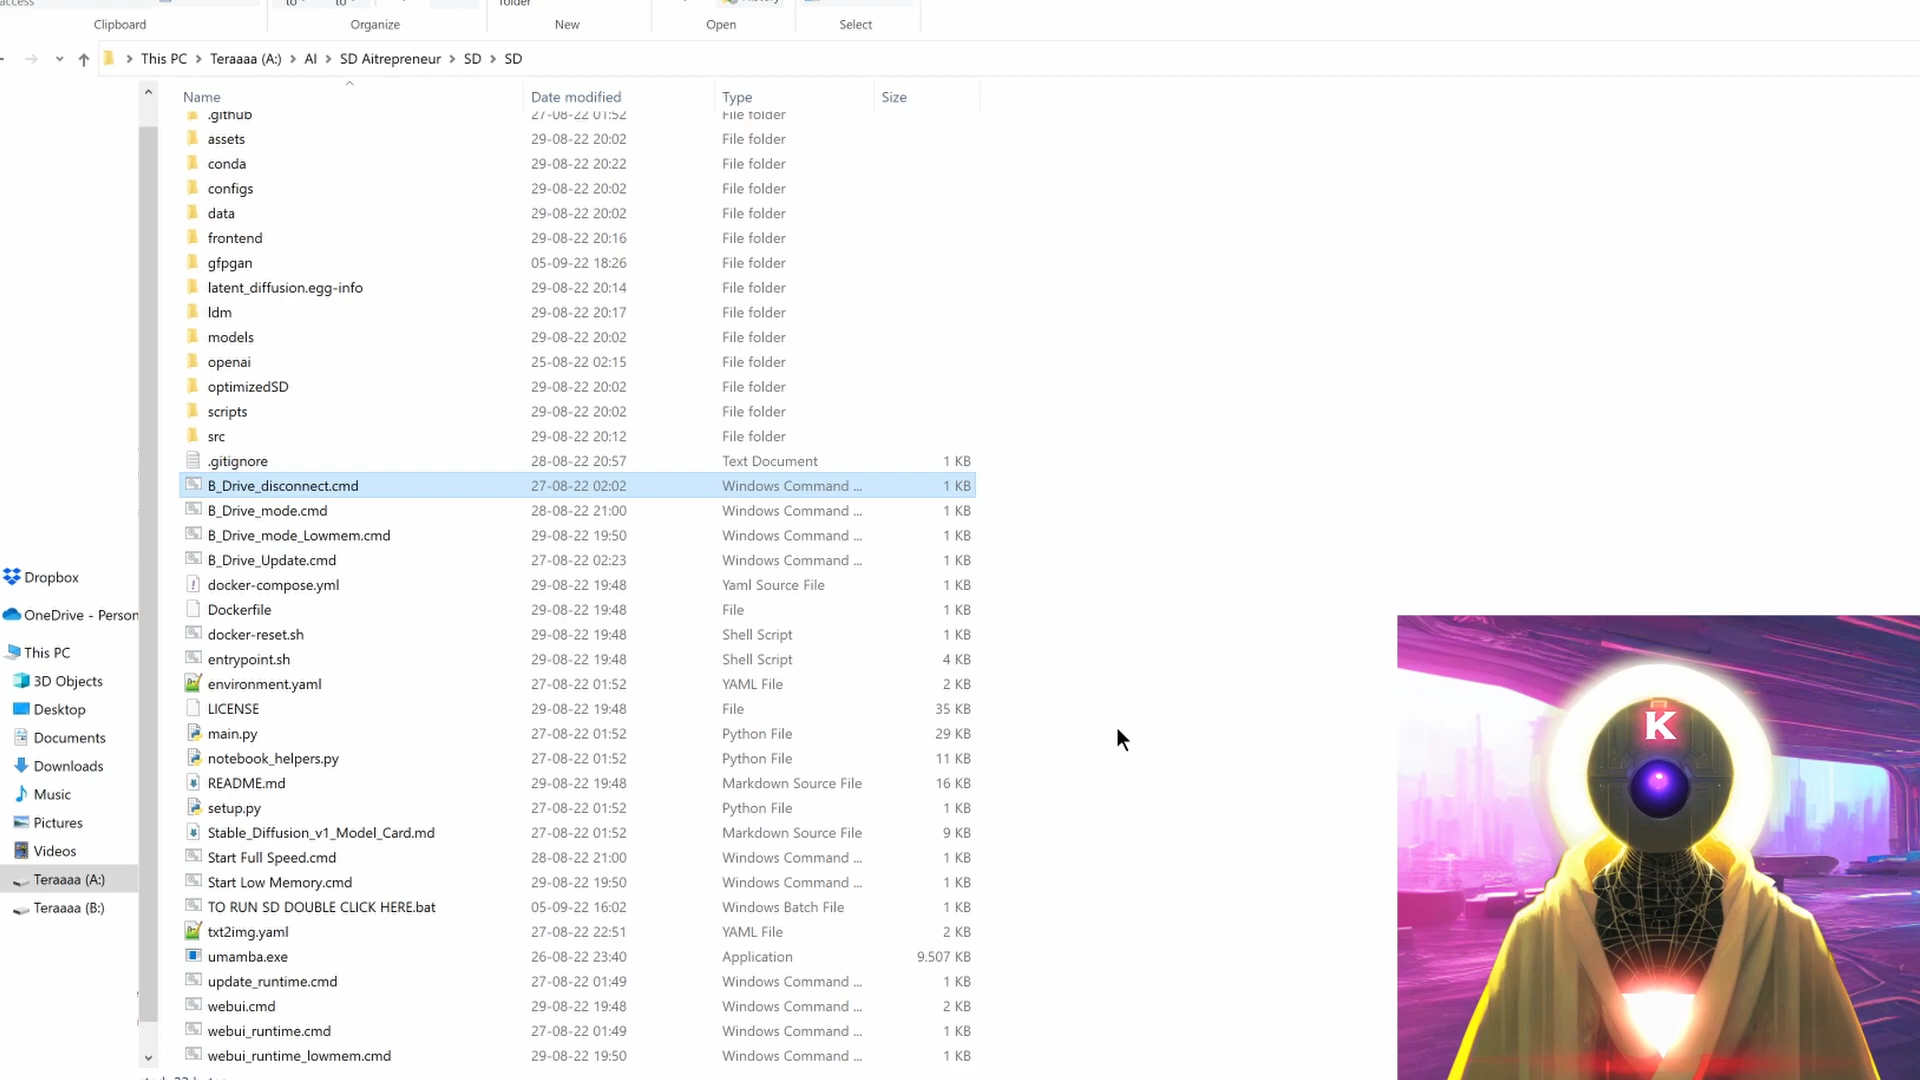 Clipboard Organize New Open Select
This PC Teraaaa (A:) AI SD Aitrepreneur SD SD
Name Date modified Type Size
.github 27-08-22 01:52 File folder
assets 29-08-22 20:02 File folder
conda 29-08-22 20:22 File folder
configs 29-08-22 20:02 File folder
data 29-08-22 20:02 File folder
frontend 29-08-22 20:16 File folder
gfpgan 05-09-22 18:26 File folder
latent_diffusion.egg-info 29-08-22 20:14 File folder
ldm 29-08-22 20:17 File folder
models 29-08-22 20:02 File folder
openai 25-08-22 02:15 File folder
optimizedSD 29-08-22 20:02 File folder
scripts 29-08-22 20:02 File folder
src 29-08-22 20:12 File folder
.gitignore 28-08-22 20:57 Text Document 1 KB
B_Drive_disconnect.cmd 27-08-22 02:02 Windows Command ... 1 KB
B_Drive_mode.cmd 28-08-22 21:00 Windows Command ... 1 KB
B_Drive_mode_Lowmem.cmd 29-08-22 19:50 Windows Command ... 1 KB
B_Drive_Update.cmd 27-08-22 02:23 Windows Command ... 1 KB
docker-compose.yml 29-08-22 19:48 Yaml Source File 1 KB
Dockerfile 29-08-22 19:48 File 1 KB
docker-reset.sh 29-08-22 19:48 Shell Script 1 KB
entrypoint.sh 29-08-22 19:48 Shell Script 4 KB
environment.yaml 27-08-22 01:52 YAML File 2 KB
LICENSE 29-08-22 19:48 File 35 KB
main.py 27-08-22 01:52 Python File 29 KB
notebook_helpers.py 27-08-22 01:52 Python File 11 KB
README.md 29-08-22 19:48 Markdown Source File 16 KB
setup.py 27-08-22 01:52 Python File 1 KB
Stable_Diffusion_v1_Model_Card.md 27-08-22 01:52 Markdown Source File 9 KB
Start Full Speed.cmd 28-08-22 21:00 Windows Command ... 1 KB
Start Low Memory.cmd 29-08-22 19:50 Windows Command ... 1 KB
TO RUN SD DOUBLE CLICK HERE.bat 05-09-22 16:02 Windows Batch File 1 KB
txt2img.yaml 27-08-22 22:51 YAML File 2 KB
umamba.exe 26-08-22 23:40 Application 9.507 KB
update_runtime.cmd 27-08-22 01:49 Windows Command ... 1 KB
webui.cmd 29-08-22 19:48 Windows Command ... 2 KB
webui_runtime.cmd 27-08-22 01:49 Windows Command ... 1 KB
webui_runtime_lowmem.cmd 29-08-22 19:50 Windows Command ... 1 KB
Dropbox
OneDrive - Person
This PC
3D Objects
Desktop
Documents
Downloads
Music
Pictures
Videos
Teraaaa (A:)
Teraaaa (B:)
K